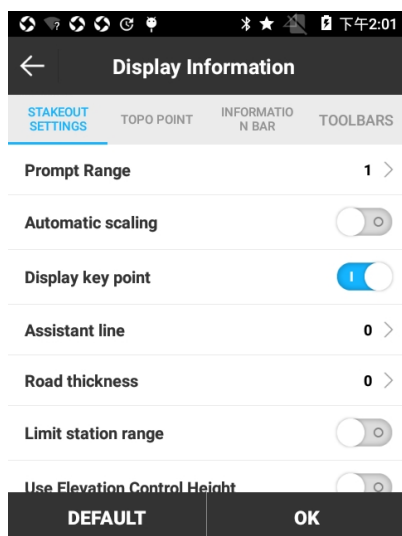 下午2:01
Display Information
STAKEOUT
SETTINGS
TOPO POINT
INFORMATIO
N BAR
TOOLBARS
Prompt Range 1
Automatic scaling
Display key point
Assistant line 0
Road thickness 0
Limit station range
Use Elevation Control Height
DEFAULT OK